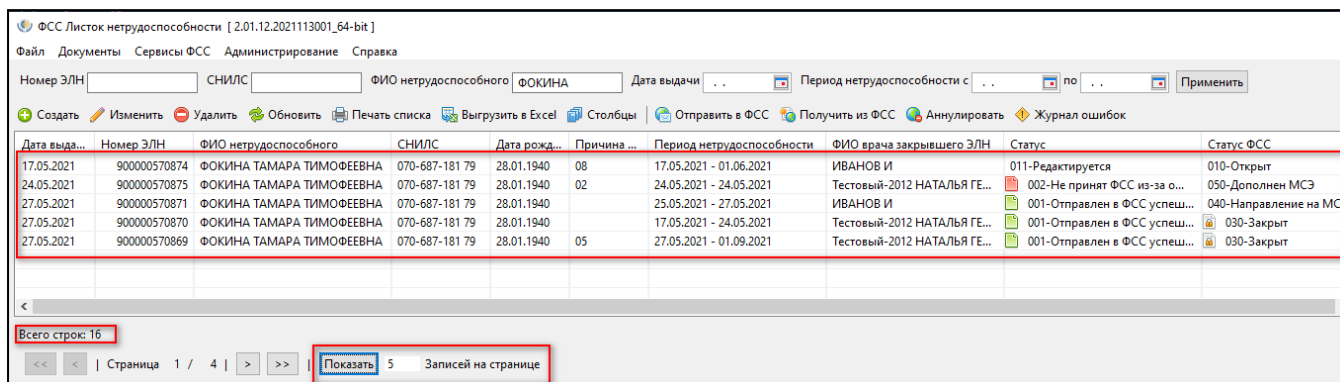 ФСС Листок нетрудоспособности [ 2.01.12.2021113001_64-bit ]
Файл Документы Сервисы ФСС Администрирование Справка
Номер ЭЛН СНИЛС ФИО нетрудоспособного ФОКИНА Дата выдачи . . Период нетрудоспособности с . . по . . Применить
Создать Изменить Удалить Обновить Печать списка Выгрузить в Excel Столбцы Отправить в ФСС Получить из ФСС Аннулировать Журнал ошибок
Дата выда... Номер ЭЛН ФИО нетрудоспособного СНИЛС Дата рожд... Причина ... Период нетрудоспособности ФИО врача закрывшего ЭЛН Статус Статус ФСС
17.05.2021 900000570874 ФОКИНА ТАМАРА ТИМОФЕЕВНА 070-687-181 79 28.01.1940 08 17.05.2021 - 01.06.2021 ИВАНОВ И 011-Редактируется 010-Открыт
24.05.2021 900000570875 ФОКИНА ТАМАРА ТИМОФЕЕВНА 070-687-181 79 28.01.1940 02 24.05.2021 - 24.05.2021 Тестовый-2012 НАТАЛЬЯ ГЕ... 002-Не принят ФСС из-за о... 050-Дополнен МСЭ
27.05.2021 900000570871 ФОКИНА ТАМАРА ТИМОФЕЕВНА 070-687-181 79 28.01.1940 25.05.2021 - 27.05.2021 ИВАНОВ И 001-Отправлен в ФСС успеш... 040-Направление на МС
27.05.2021 900000570870 ФОКИНА ТАМАРА ТИМОФЕЕВНА 070-687-181 79 28.01.1940 17.05.2021 - 24.05.2021 Тестовый-2012 НАТАЛЬЯ ГЕ... 001-Отправлен в ФСС успеш... 030-Закрыт
27.05.2021 900000570869 ФОКИНА ТАМАРА ТИМОФЕЕВНА 070-687-181 79 28.01.1940 05 27.05.2021 - 01.09.2021 Тестовый-2012 НАТАЛЬЯ ГЕ... 001-Отправлен в ФСС успеш... 030-Закрыт
Всего строк: 16
<< < | Страница 1 / 4 | > >> | Показать 5 Записей на странице